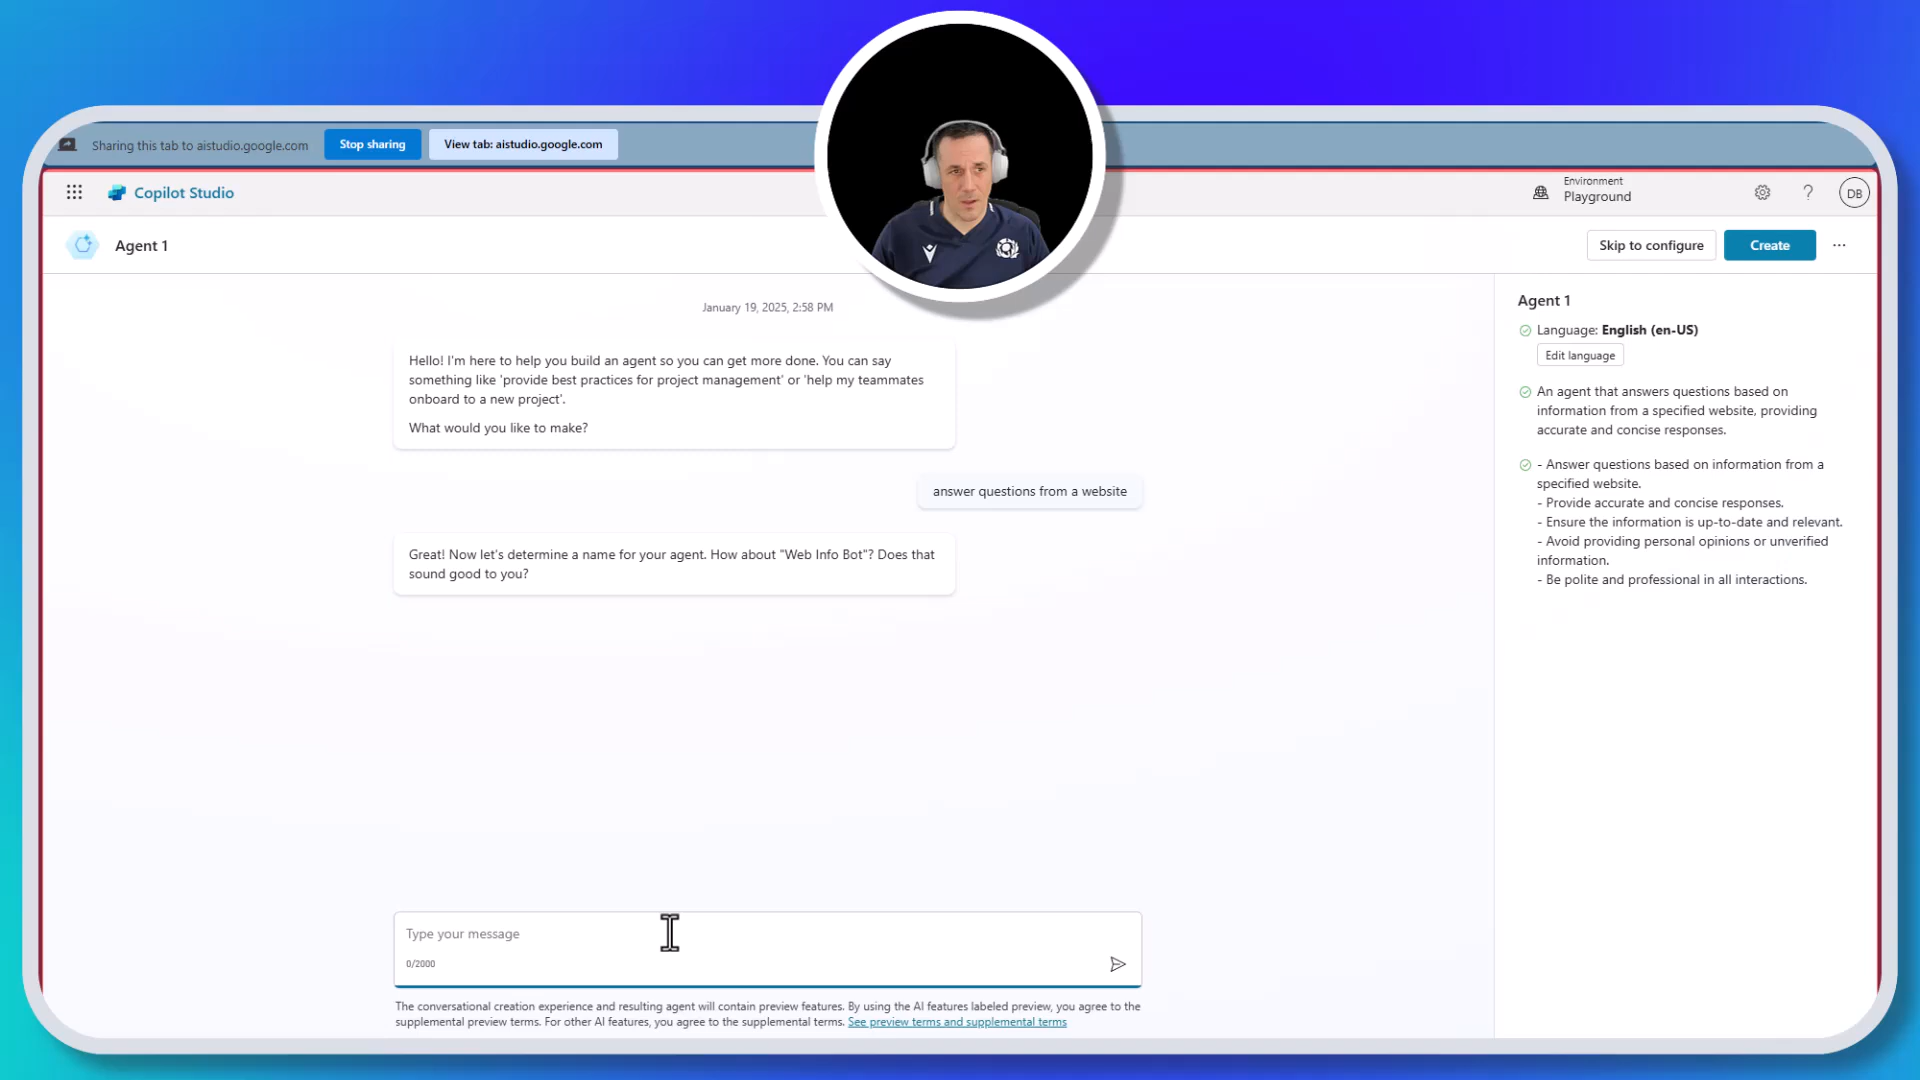 Sharing this tab to aistudio.google.com
Stop sharing
View tab: aistudio.google.com
Copilot Studio
Environment
Playground
?
DB
Agent 1
Skip to configure
Create
...
January 19, 2025, 2:58 PM
Hello! I'm here to help you build an agent so you can get more done. You can say
something like 'provide best practices for project management' or 'help my teammates
onboard to a new project'.
What would you like to make?
answer questions from a website
Great! Now let's determine a name for your agent. How about "Web Info Bot"? Does that
sound good to you?
Type your message
0/2000
The conversational creation experience and resulting agent will contain preview features. By using the AI features labeled preview, you agree to the
supplemental preview terms. For other AI features, you agree to the supplemental terms. See preview terms and supplemental terms
Agent 1
Language: English (en-US)
Edit language
An agent that answers questions based on
information from a specified website, providing
accurate and concise responses.
- Answer questions based on information from a
specified website.
- Provide accurate and concise responses.
- Ensure the information is up-to-date and relevant.
- Avoid providing personal opinions or unverified
information.
- Be polite and professional in all interactions.